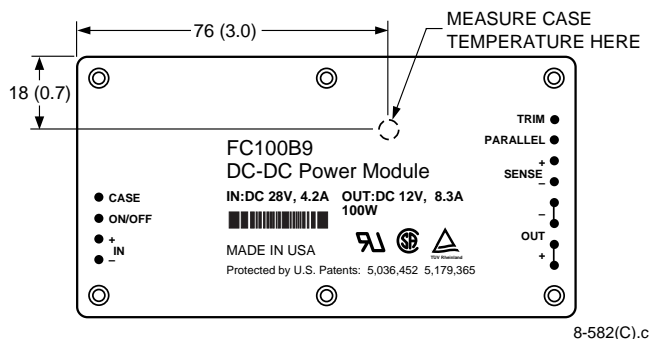 76 (3.0)
MEASURE CASE
TEMPERATURE HERE
18 (0.7)
TRIM
PARALLEL
+
SENSE
–
–
OUT
+
FC100B9
DC-DC Power Module
IN:DC 28V, 4.2A OUT:DC 12V, 8.3A
100W
CASE
ON/OFF
+
IN
–
MADE IN USA
TÜV Rheinland
Protected by U.S. Patents: 5,036,452 5,179,365
8-582(C).c